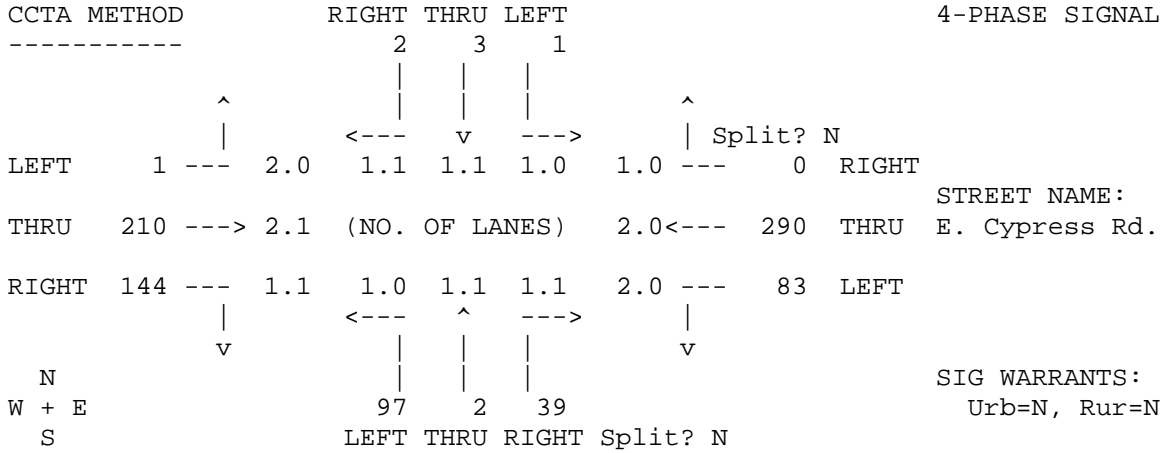 CCTA METHOD RIGHT THRU LEFT 4-PHASE SIGNAL
----------- 2 3 1
| | |
^ | | | ^
| <--- v ---> | Split? N
LEFT 1 --- 2.0 1.1 1.1 1.0 1.0 --- 0 RIGHT
STREET NAME:
THRU 210 ---> 2.1 (NO. OF LANES) 2.0<--- 290 THRU E. Cypress Rd.
RIGHT 144 --- 1.1 1.0 1.1 1.1 2.0 --- 83 LEFT
| <--- ^ ---> |
v | | | v
N | | | SIG WARRANTS:
W + E 97 2 39 Urb=N, Rur=N
S LEFT THRU RIGHT Split? N